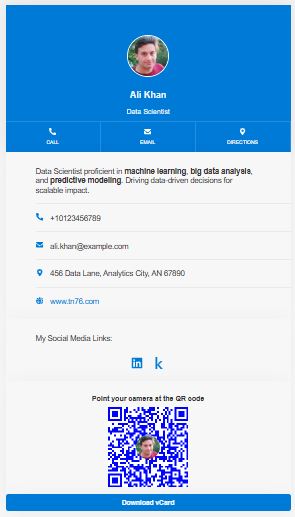 Ali Khan
Data Scientist
CALL
EMAIL
DIRECTIONS
Data Scientist proficient in machine learning, big data analysis,
and predictive modeling. Driving data-driven decisions for
scalable impact.
+10123456789
ali.khan@example.com
456 Data Lane, Analytics City, AN 67890
www.tn76.com
My Social Media Links:
in
k
Point your camera at the QR code
Download vCard